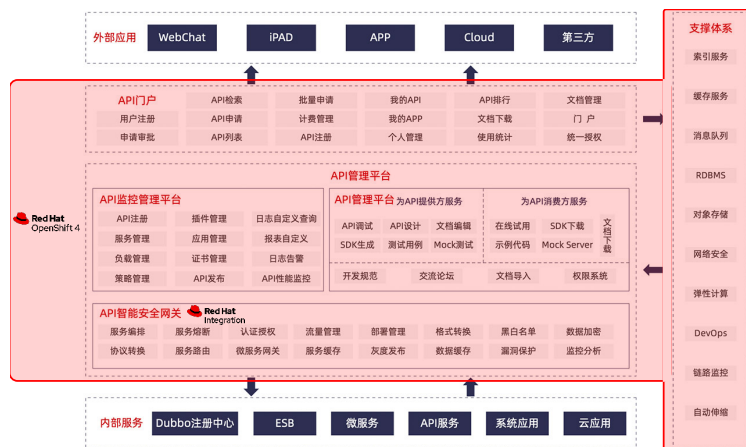 外部应用
WebChat
iPAD
APP
Cloud
第三方
API门户
API检索
批量申请
我的API
API排行
文档管理
用户注册
API申请
计费管理
我的APP
文档下载
门 户
申请审批
API列表
API注册
个人管理
使用统计
统一授权
Red Hat
OpenShift 4
API管理平台
API监控管理平台
API注册
插件管理
日志自定义查询
服务管理
应用管理
报表自定义
负载管理
证书管理
日志告警
策略管理
API发布
API性能监控
API管理平台 为API提供方服务
API调试
API设计
文档编辑
SDK生成
测试用例
Mock测试
为API消费方服务
在线试用
SDK下载
示例代码
Mock Server
文档下载
开发规范
交流论坛
文档导入
权限系统
API智能安全网关
Red Hat
Integration
服务编排
服务熔断
认证授权
流量管理
部署管理
格式转换
黑白名单
数据加密
协议转换
服务路由
微服务网关
服务缓存
灰度发布
数据缓存
漏洞保护
监控分析
内部服务
Dubbo注册中心
ESB
微服务
API服务
系统应用
云应用
支撑体系
索引服务
缓存服务
消息队列
RDBMS
对象存储
网络安全
弹性计算
DevOps
链路监控
自动伸缩